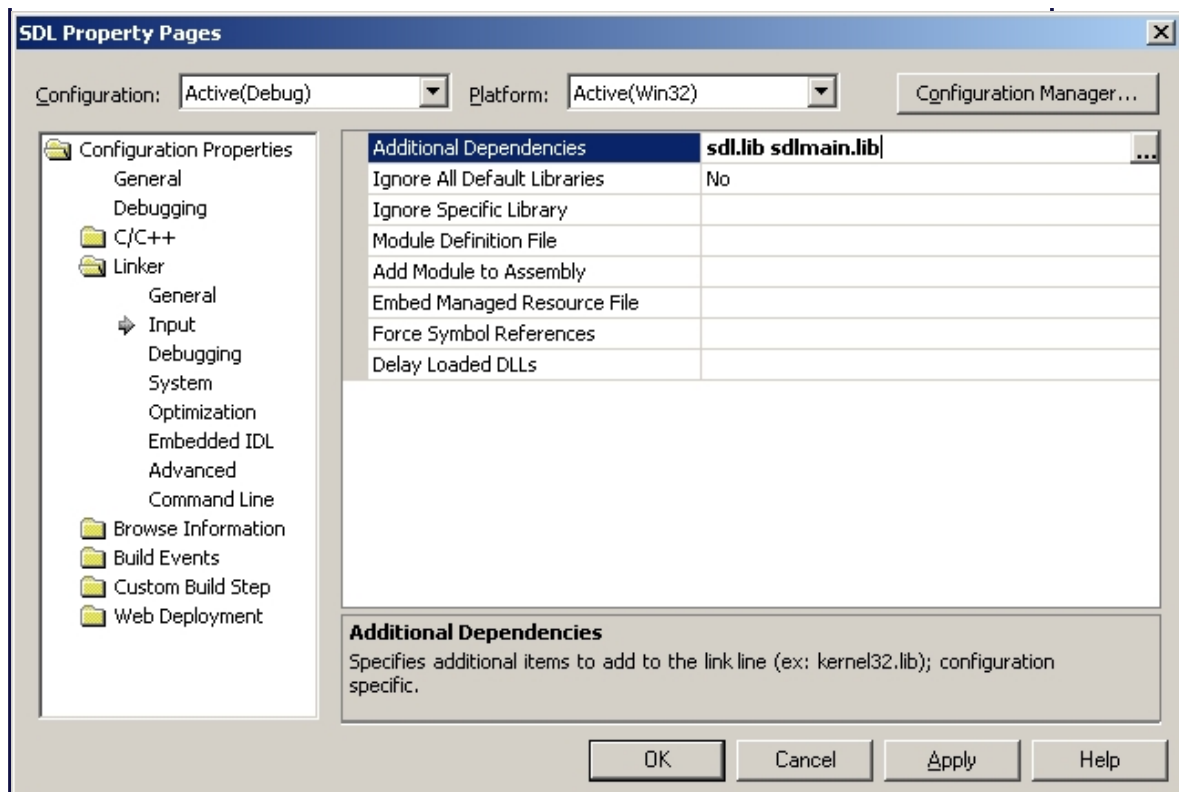 SDL Property Pages
Configuration: Active(Debug) Platform: Active(Win32) Configuration Manager...
Configuration Properties
General
Debugging
C/C++
Linker
General
Input
Debugging
System
Optimization
Embedded IDL
Advanced
Command Line
Browse Information
Build Events
Custom Build Step
Web Deployment
Additional Dependencies sdl.lib sdlmain.lib ...
Ignore All Default Libraries No
Ignore Specific Library
Module Definition File
Add Module to Assembly
Embed Managed Resource File
Force Symbol References
Delay Loaded DLLs
Additional Dependencies
Specifies additional items to add to the link line (ex: kernel32.lib); configuration
specific.
OK Cancel Apply Help